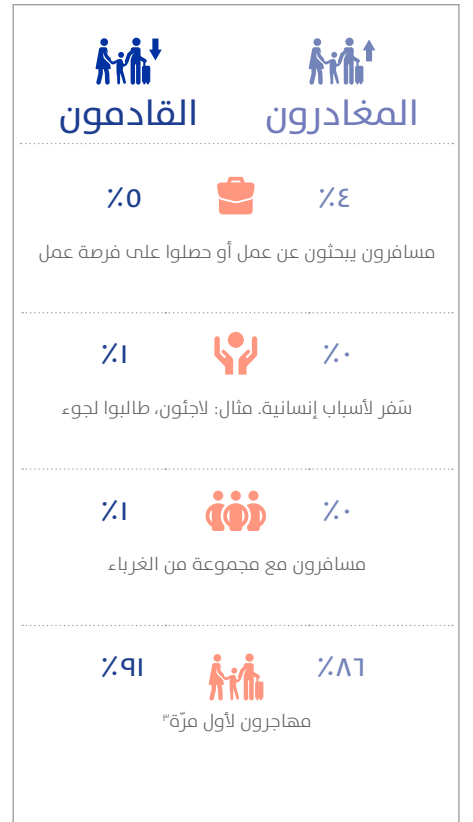 المغادرون القادمون
٤٪ ٥٪
مسافرون يبحثون عن عمل أو حصلوا على فرصة عمل
٠٪ ١٪
سَفر لأسباب إنسانية. مثال: لاجئون، طالبوا لجوء
٠٪ ١٪
مسافرون مع مجموعة من الغرباء
٨٦٪ ٩١٪
مهاجرون لأول مرّة٣